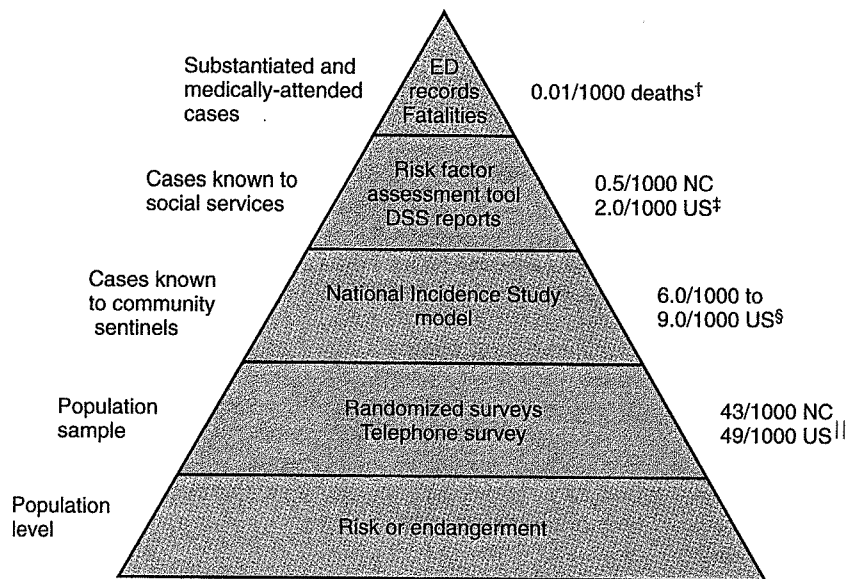 Substantiated and
medically-attended
cases
ED
records
Fatalities
0.01/1000 deaths†
Cases known to
social services
Risk factor
assessment tool
DSS reports
0.5/1000 NC
2.0/1000 US‡
Cases known
to community
sentinels
National Incidence Study
model
6.0/1000 to
9.0/1000 US§
Population
sample
Randomized surveys
Telephone survey
43/1000 NC
49/1000 US||
Population
level
Risk or endangerment